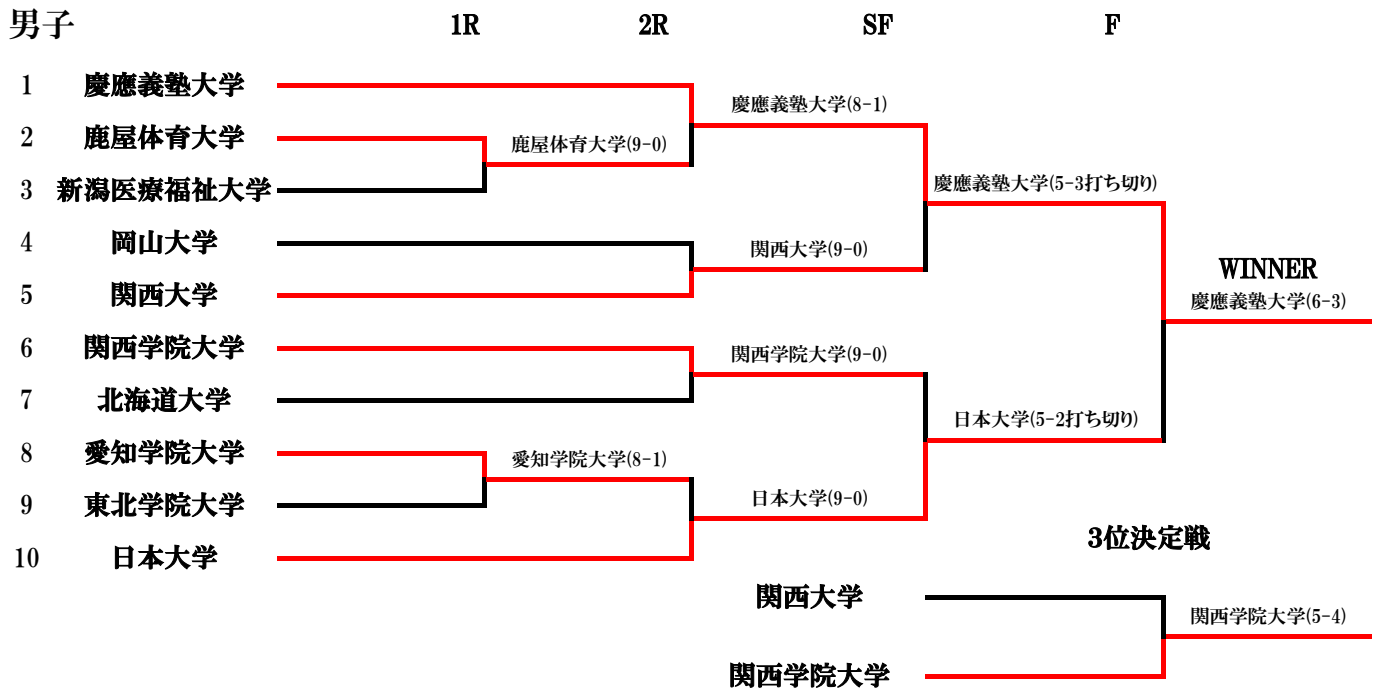 男子
1R 2R SF F
1 慶應義塾大学
慶應義塾大学(8-1)
2 鹿屋体育大学
鹿屋体育大学(9-0)
3 新潟医療福祉大学
慶應義塾大学(5-3打ち切り)
4 岡山大学
関西大学(9-0)
5 関西大学
WINNER
慶應義塾大学(6-3)
6 関西学院大学
関西学院大学(9-0)
7 北海道大学
日本大学(5-2打ち切り)
8 愛知学院大学
愛知学院大学(8-1)
9 東北学院大学
日本大学(9-0)
10 日本大学
3位決定戦
関西大学
関西学院大学(5-4)
関西学院大学